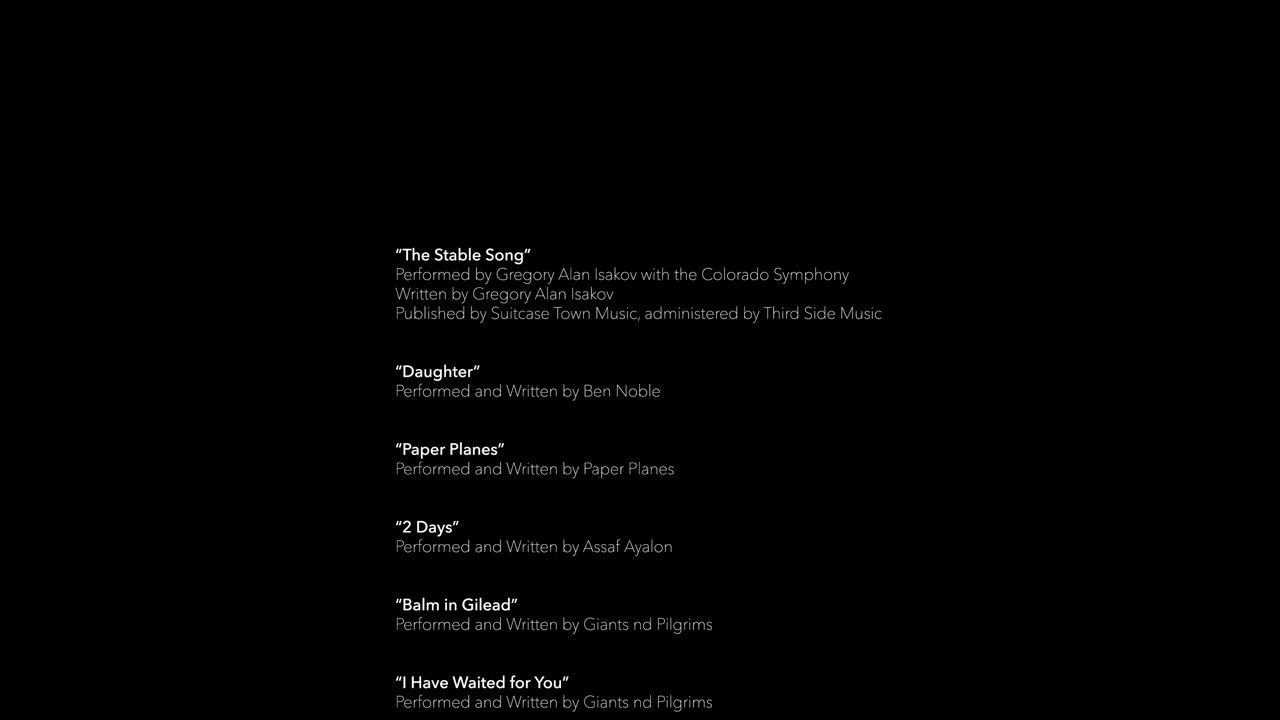 “The Stable Song”
Performed by Gregory Alan Isakov with the Colorado Symphony
Written by Gregory Alan Isakov
Published by Suitcase Town Music, administered by Third Side Music
“Daughter”
Performed and Written by Ben Noble
“Paper Planes”
Performed and Written by Paper Planes
“2 Days”
Performed and Written by Assaf Ayalon
“Balm in Gilead”
Performed and Written by Giants nd Pilgrims
“I Have Waited for You”
Performed and Written by Giants nd Pilgrims